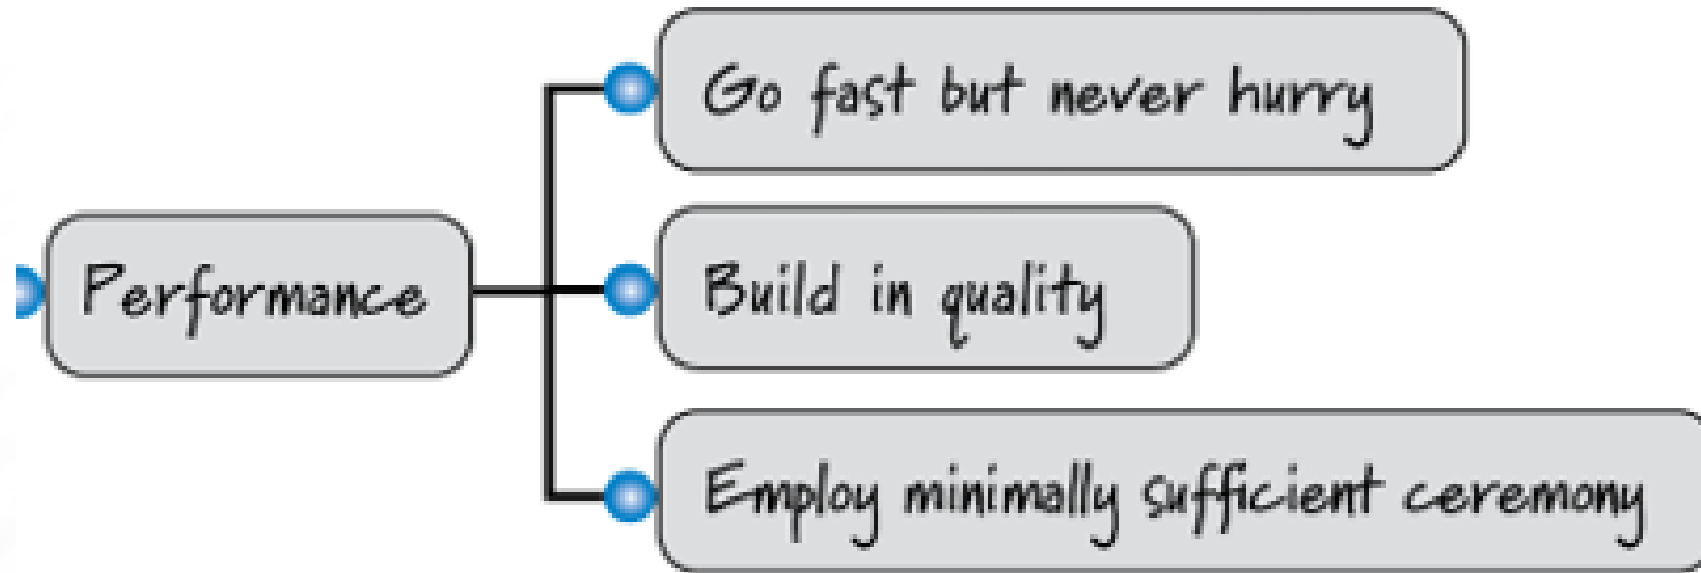 Go fast but never hurry
Performance
Build in quality
Employ minimally sufficient ceremony